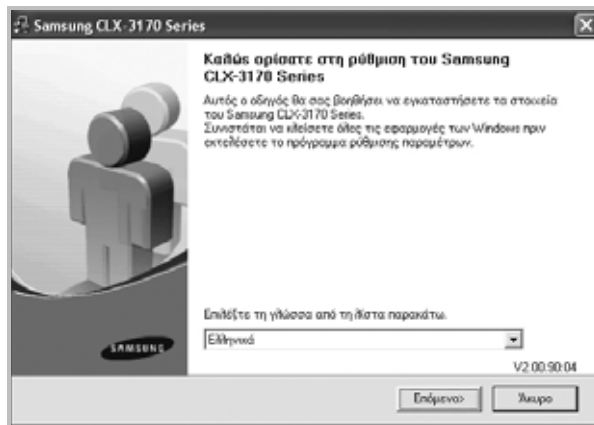 Samsung CLX-3170 Series
Καλώς ορίσατε στη ρύθμιση του Samsung
CLX-3170 Series
Αυτός ο οδηγός θα σας βοηθήσει να εγκαταστήσετε τα στοιχεία
του Samsung CLX-3170 Series.
Συνιστάται να κλείσετε όλες τις εφαρμογές των Windows πριν
εκτελέσετε το πρόγραμμα ρύθμισης παραμέτρων.
Επιλέξτε τη γλώσσα από τη λίστα παρακάτω.
Ελληνικά
SAMSUNG
V2.00.90:04
Επόμενο>
Άκυρο